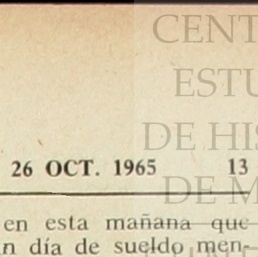 CENT
ESTU
DE HIS
26 OCT. 1965 13
DE M
en esta mañana que
n día de sueldo men-